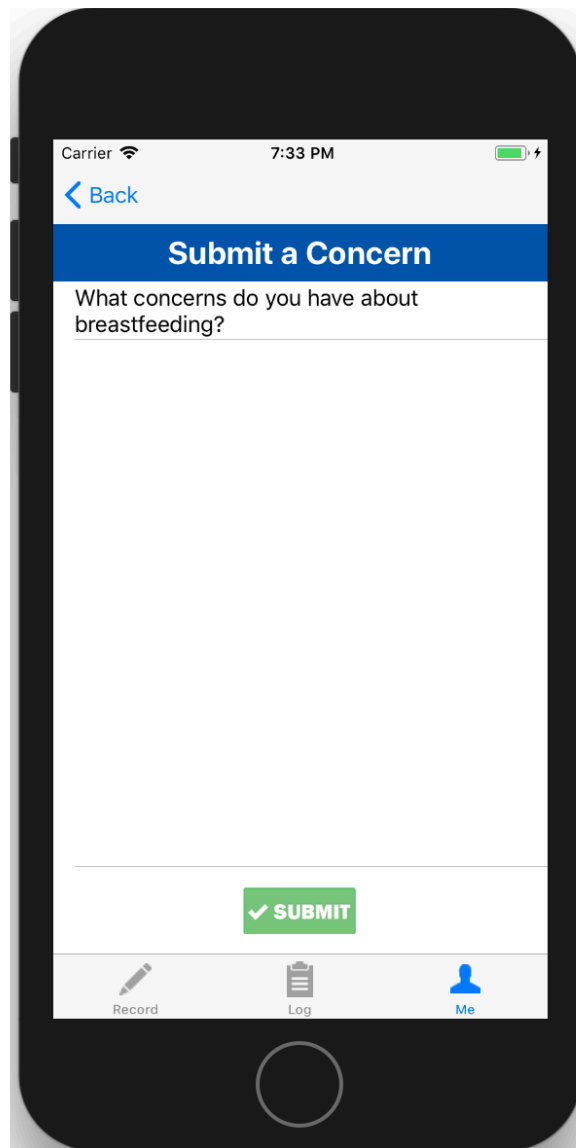 Carrier 7:33 PM
Back
Submit a Concern
What concerns do you have about
breastfeeding?
SUBMIT
Record Log Me